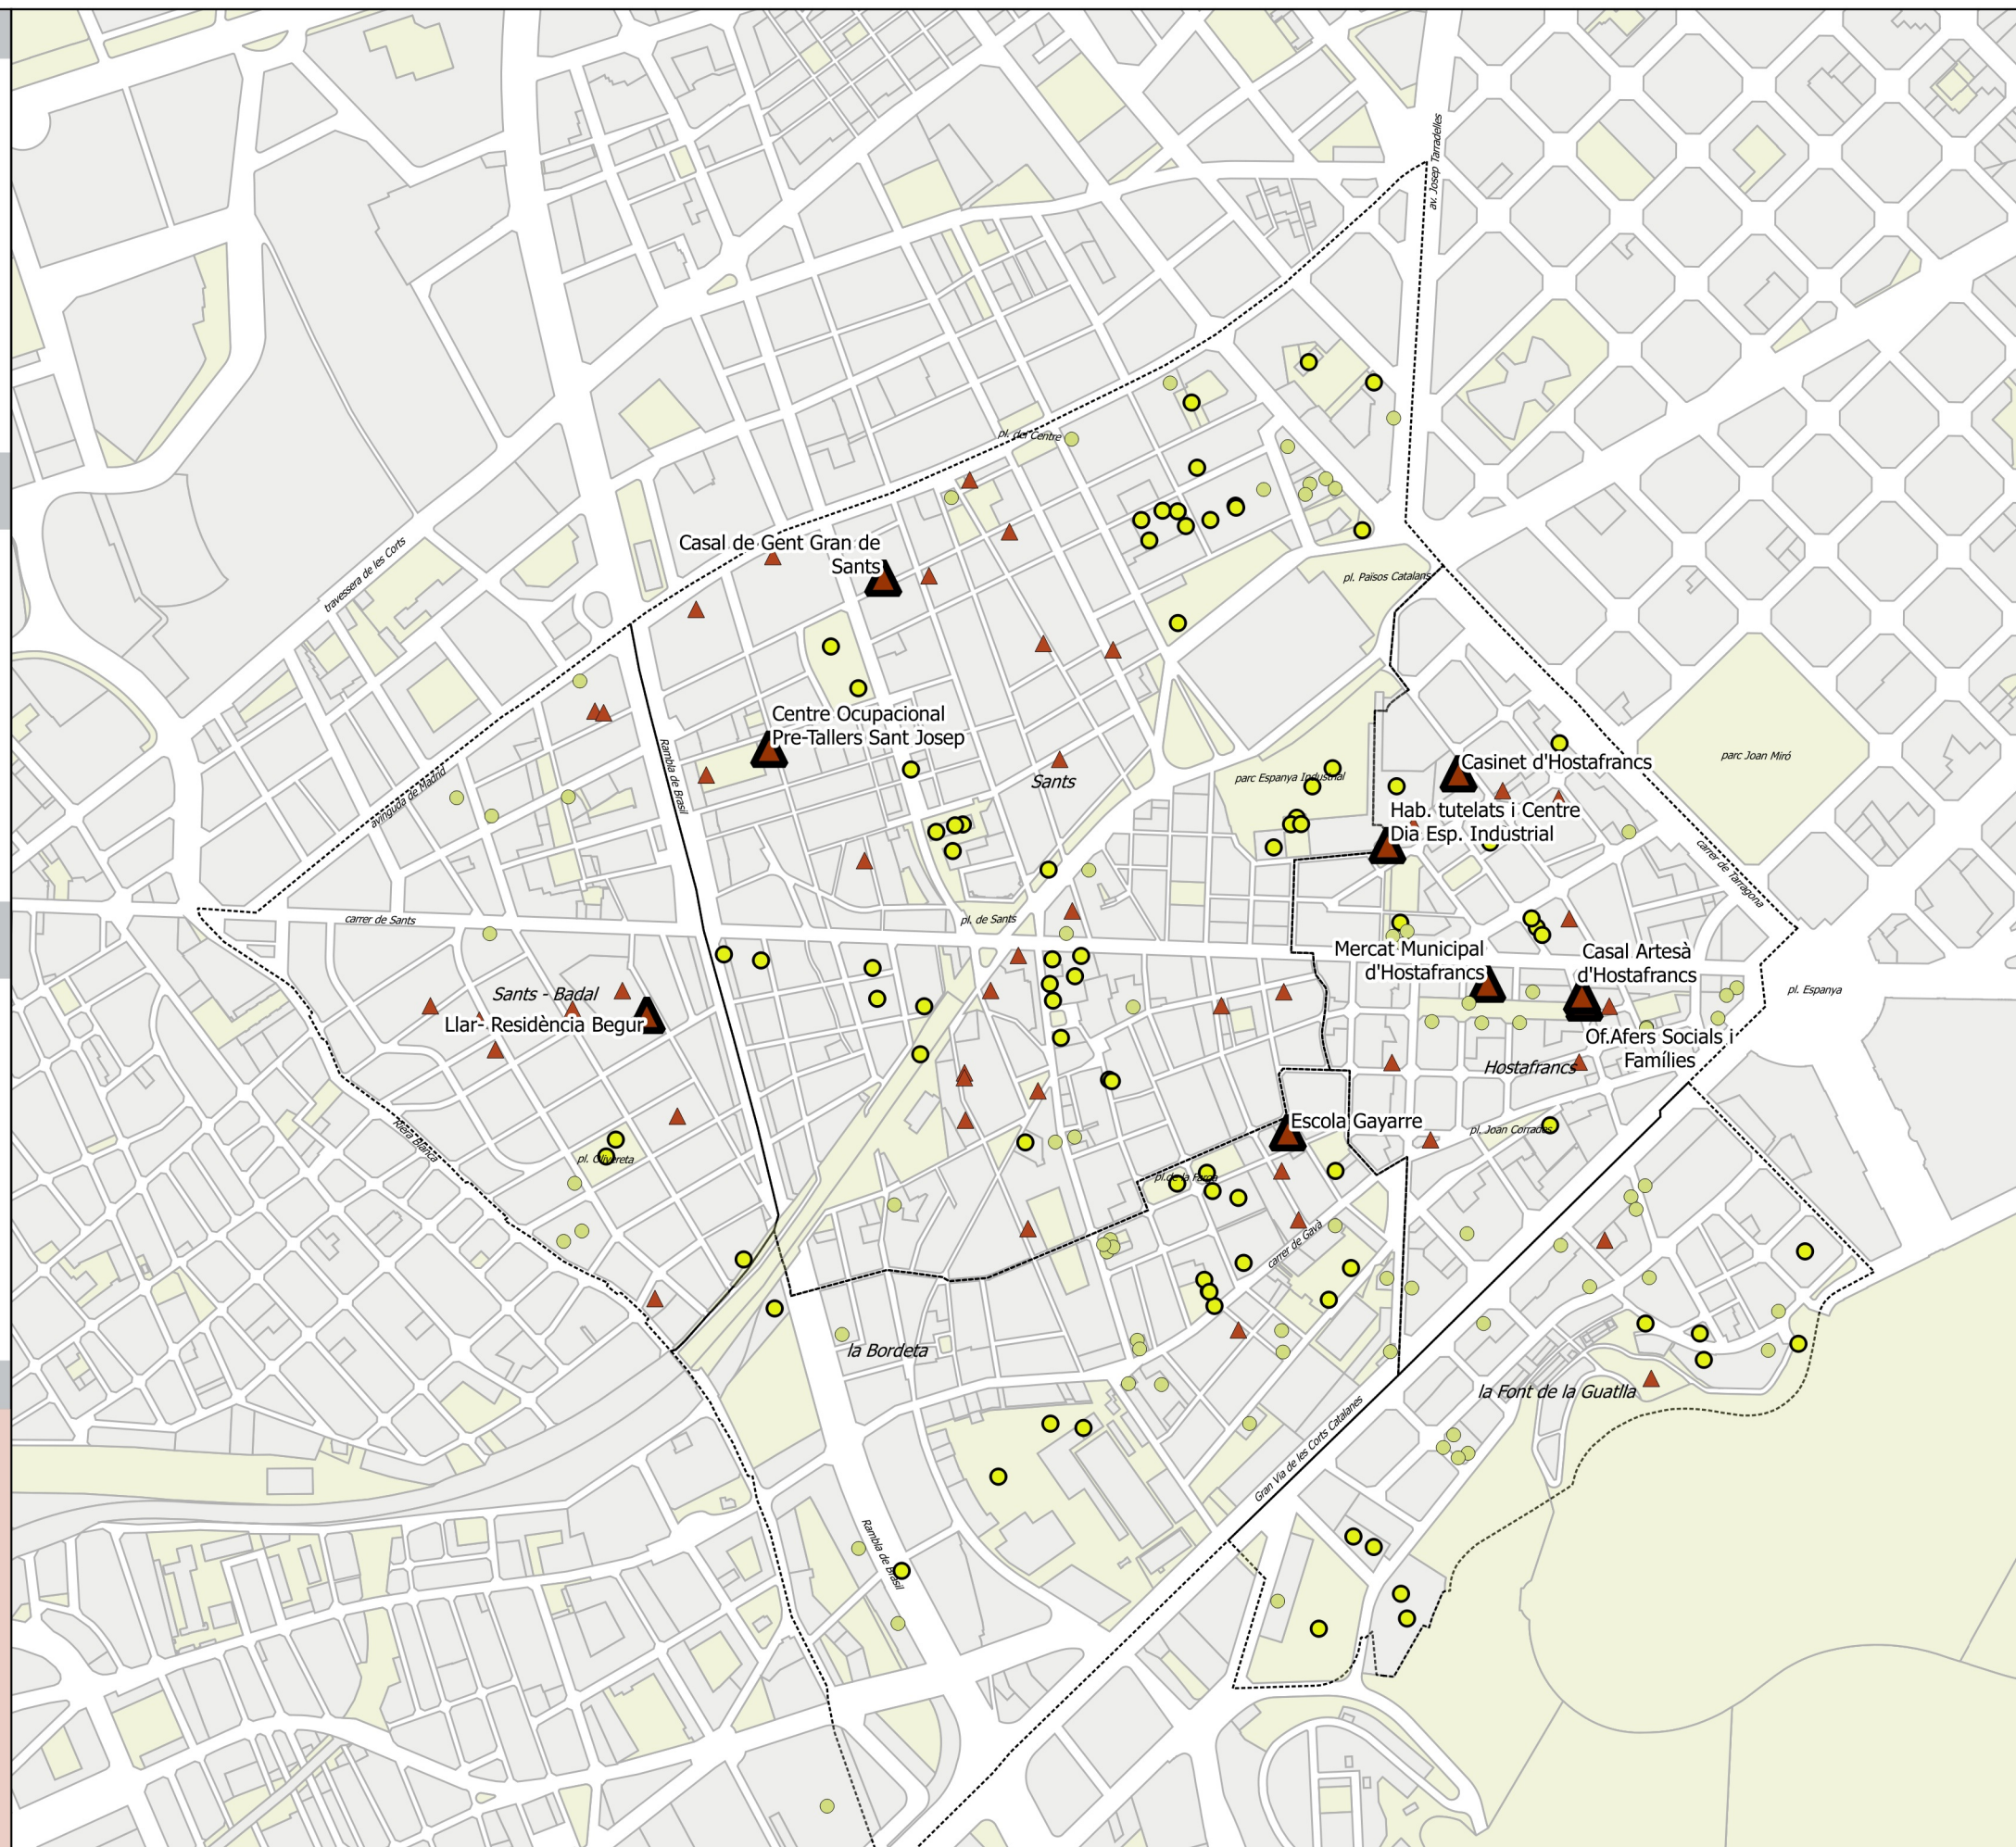 av. Josep Tarradelles
pl. del Centre
Casal de Gent Gran de
Sants
travessera de les Corts
pl. Països Catalans
Centre Ocupacional
Pre-Tallers Sant Josep
Rambla de Brasil
Sants
parc Espanya Industrial
Casinet d'Hostafrancs
parc Joan Miró
avinguda de Madrid
Hab. tutelats i Centre
Dia Esp. Industrial
carrer de Tarragona
carrer de Sants
pl. de Sants
Mercat Municipal
d'Hostafrancs
Casal Artesà
d'Hostafrancs
Sants - Badal
pl. Espanya
Llar- Residència Begur
Of.Afers Socials i
Famílies
Hostafrancs
Escola Gayarre
pl. Joan Corrades
Riera Blanca
pl. Olivereta
pl.de la Farga
carrer de Gavà
la Bordeta
la Font de la Guatlla
Gran Via de les Corts Catalanes
Rambla de Brasil